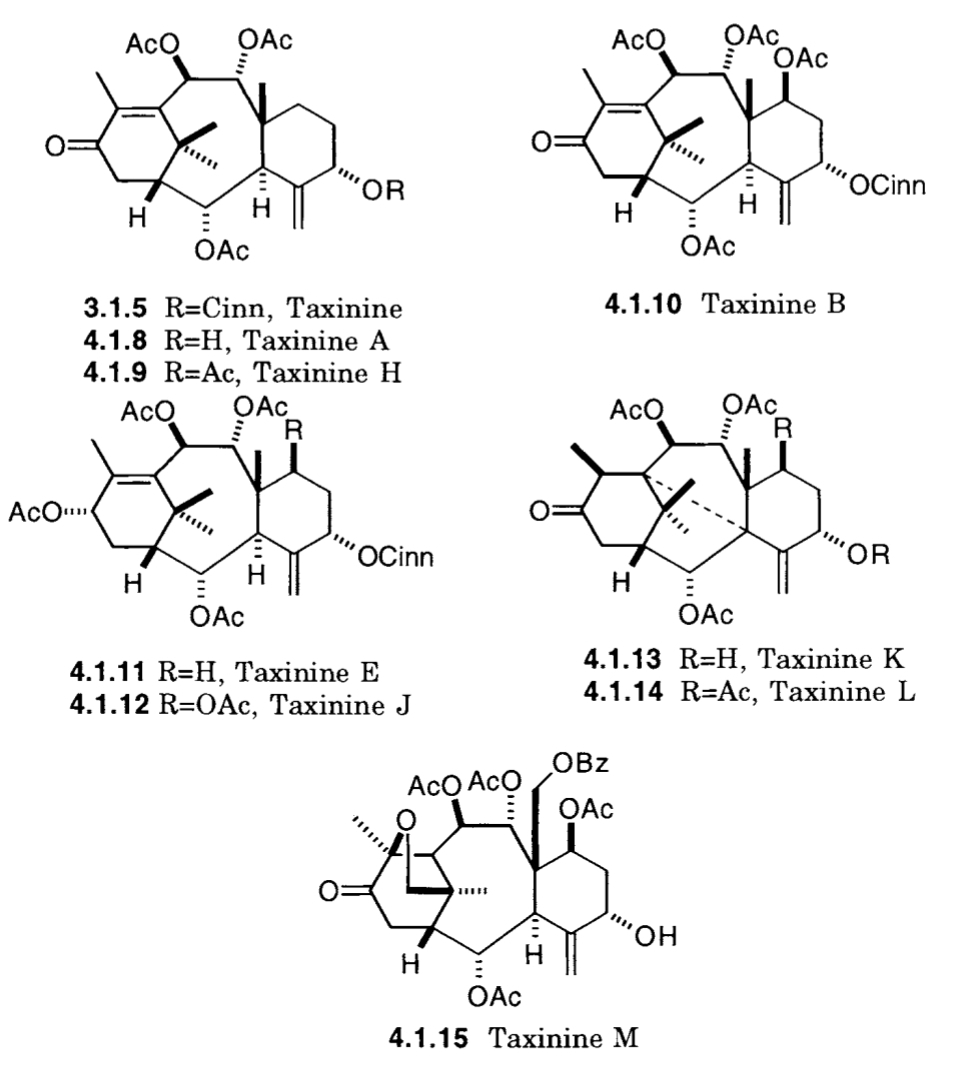 AcO OAc
O
H H OR
OAc
3.1.5 R=Cinn, Taxinine
4.1.8 R=H, Taxinine A
4.1.9 R=Ac, Taxinine H
AcO OAc OAc
O
H H OCinn
OAc
4.1.10 Taxinine B
AcO OAc R
AcO
H H OCinn
OAc
4.1.11 R=H, Taxinine E
4.1.12 R=OAc, Taxinine J
AcO OAc R
O
H OR
OAc
4.1.13 R=H, Taxinine K
4.1.14 R=Ac, Taxinine L
OBz
AcO AcO
O OAc
O
H H OH
OAc
4.1.15 Taxinine M